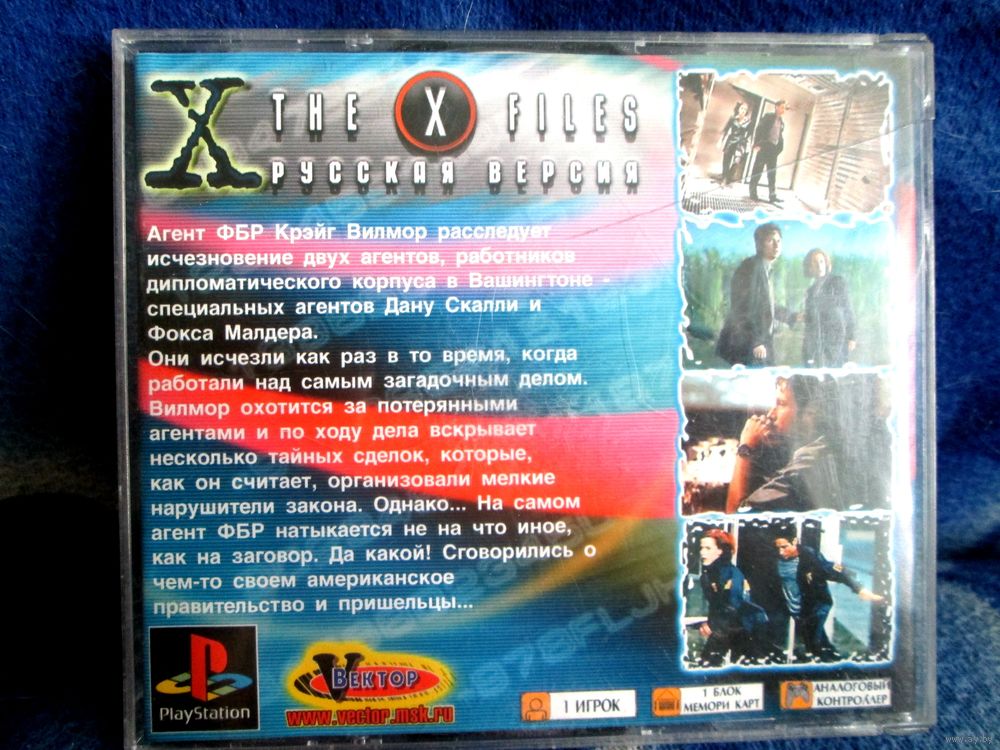 X THE X FILES
РУССКАЯ ВЕРСИЯ
Агент ФБР Крэйг Вилмор расследует
исчезновение двух агентов, работников
дипломатического корпуса в Вашингтоне -
специальных агентов Дану Скалли и
Фокса Малдера.
Они исчезли как раз в то время, когда
работали над самым загадочным делом.
Вилмор охотится за потерянными
агентами и по ходу дела вскрывает
несколько тайных сделок, которые,
как он считает, организовали мелкие
нарушители закона. Однако... На самом
агент ФБР натыкается не на что иное,
как на заговор. Да какой! Сговорились о
чем-то своем американское
правительство и пришельцы...
PlayStation
ВЕКТОР
www.vector.msk.ru
1 ИГРОК
1 БЛОК
МЕМОРИ КАРТ
АНАЛОГОВЫЙ
КОНТРОЛЛЕР